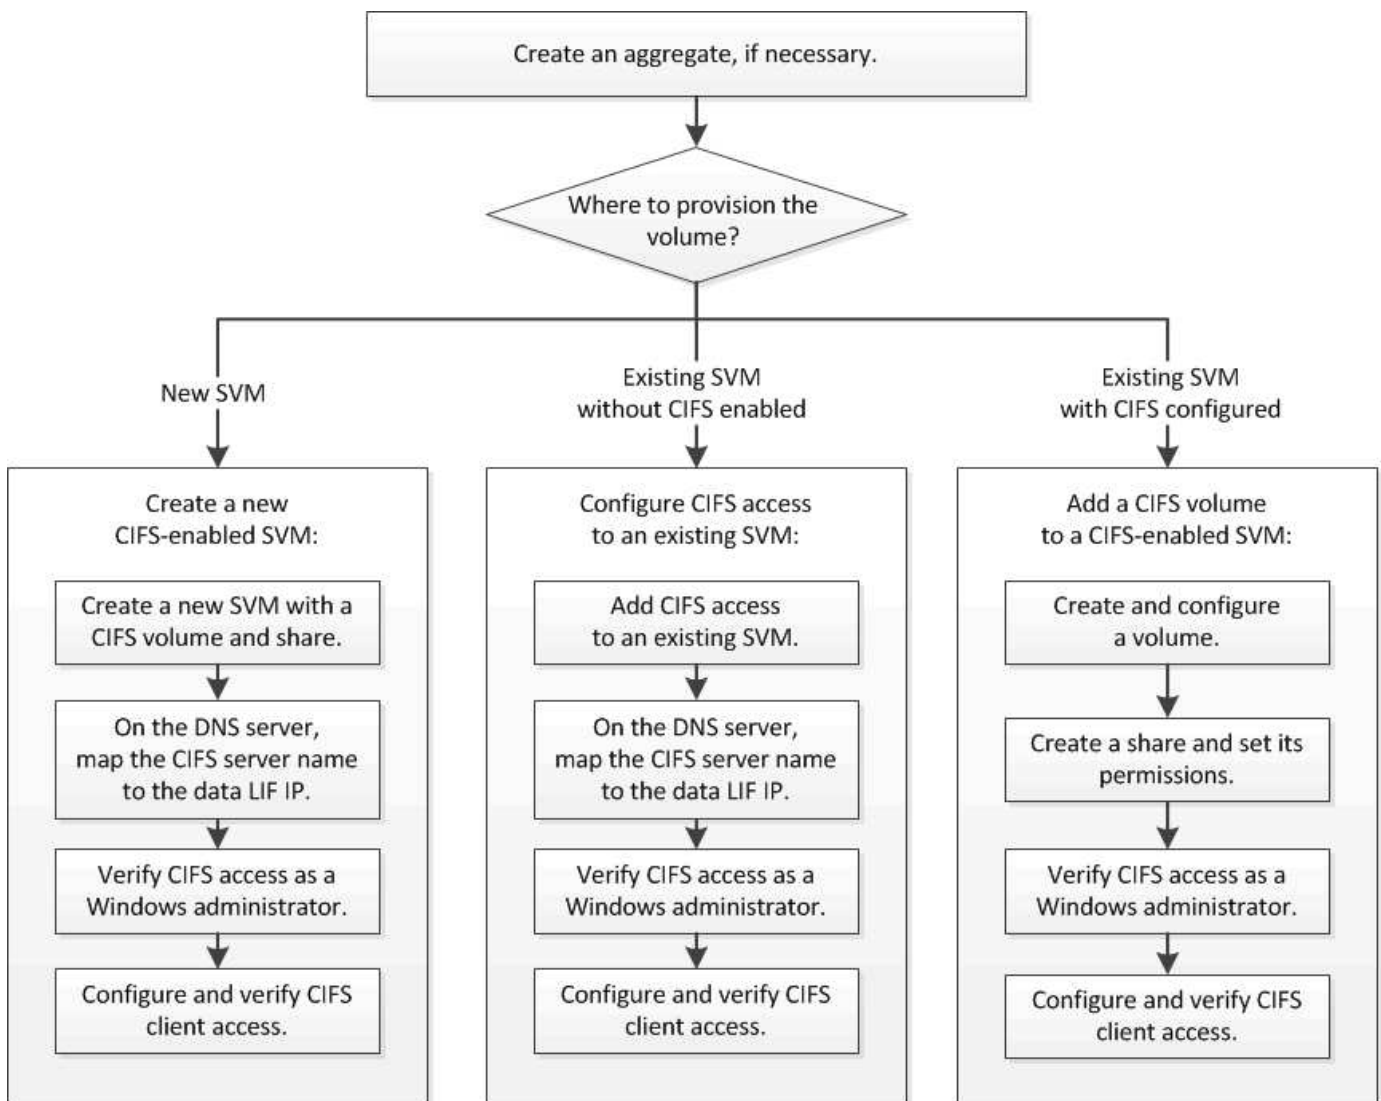 Create an aggregate, if necessary.
Where to provision the
volume?
New SVM
Existing SVM
without CIFS enabled
Existing SVM
with CIFS configured
Create a new
CIFS-enabled SVM:
Create a new SVM with a
CIFS volume and share.
On the DNS server,
map the CIFS server name
to the data LIF IP.
Verify CIFS access as a
Windows administrator.
Configure and verify CIFS
client access.
Configure CIFS access
to an existing SVM:
Add CIFS access
to an existing SVM.
On the DNS server,
map the CIFS server name
to the data LIF IP.
Verify CIFS access as a
Windows administrator.
Configure and verify CIFS
client access.
Add a CIFS volume
to a CIFS-enabled SVM:
Create and configure
a volume.
Create a share and set its
permissions.
Verify CIFS access as a
Windows administrator.
Configure and verify CIFS
client access.